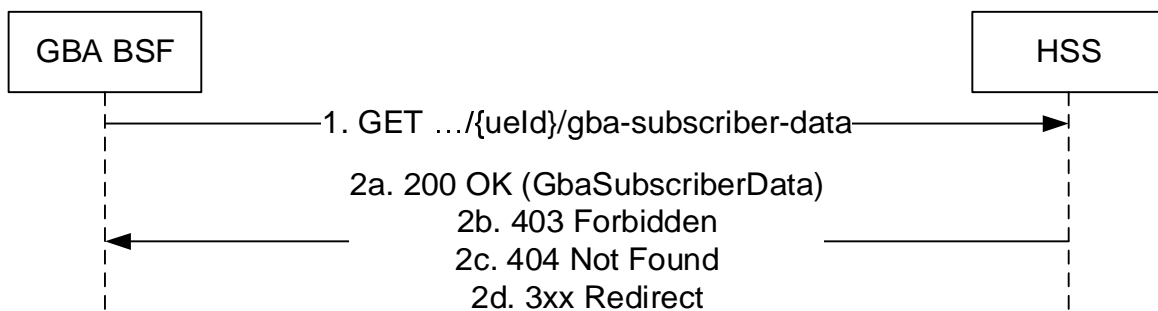 GBA BSF
HSS
1. GET …/{ueId}/gba-subscriber-data
2a. 200 OK (GbaSubscriberData)
2b. 403 Forbidden
2c. 404 Not Found
2d. 3xx Redirect